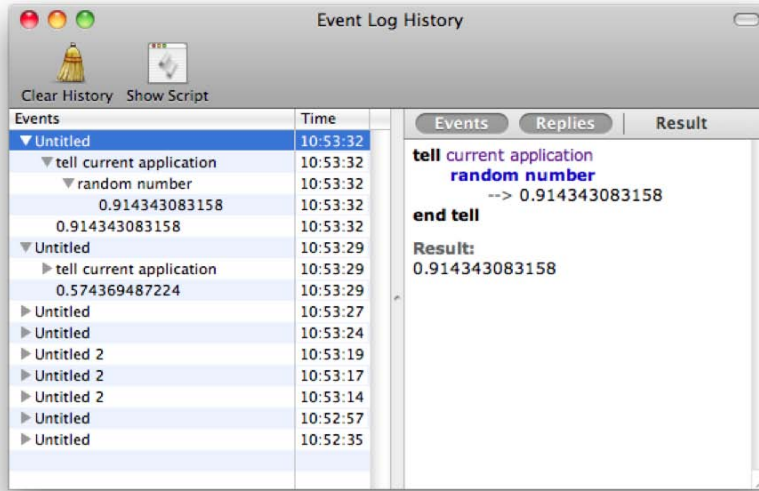 Event Log History
Clear History Show Script
Events Time
Untitled 10:53:32
tell current application 10:53:32
random number 10:53:32
0.914343083158 10:53:32
0.914343083158 10:53:32
Untitled 10:53:29
tell current application 10:53:29
0.574369487224 10:53:29
Untitled 10:53:27
Untitled 10:53:24
Untitled 2 10:53:19
Untitled 2 10:53:17
Untitled 2 10:53:14
Untitled 10:52:57
Untitled 10:52:35
Events Replies Result
tell current application
random number
--> 0.914343083158
end tell
Result:
0.914343083158